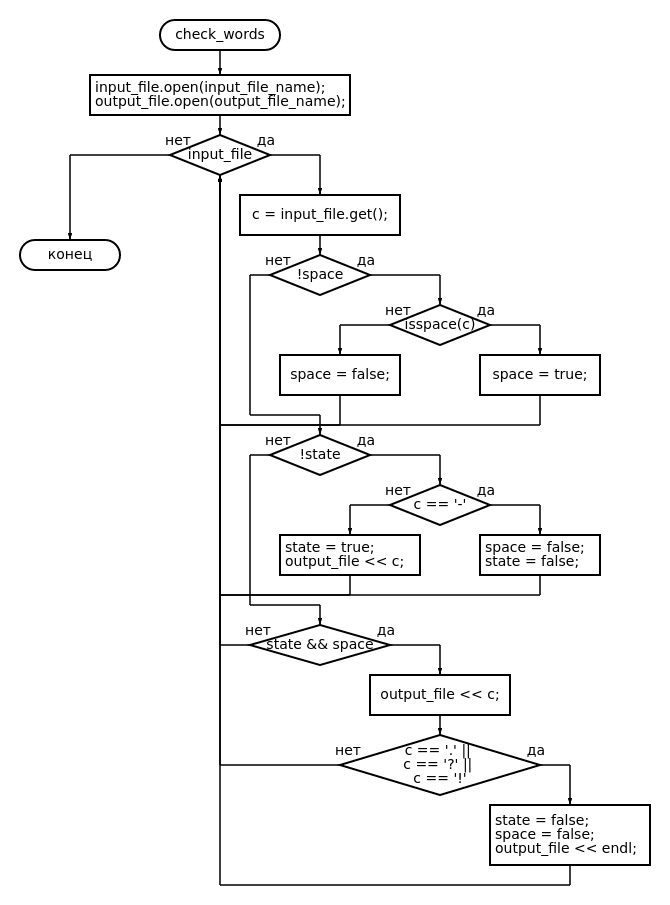 check_words
input_file.open(input_file_name);
output_file.open(output_file_name);
нет
да
input_file
c = input_file.get();
конец
нет
да
!space
нет
да
isspace(c)
space = false;
space = true;
нет
да
!state
нет
да
c == '-'
state = true;
output_file << c;
space = false;
state = false;
нет
да
state && space
output_file << c;
нет
да
c == '.' ||
c == '?' ||
c == '!'
state = false;
space = false;
output_file << endl;